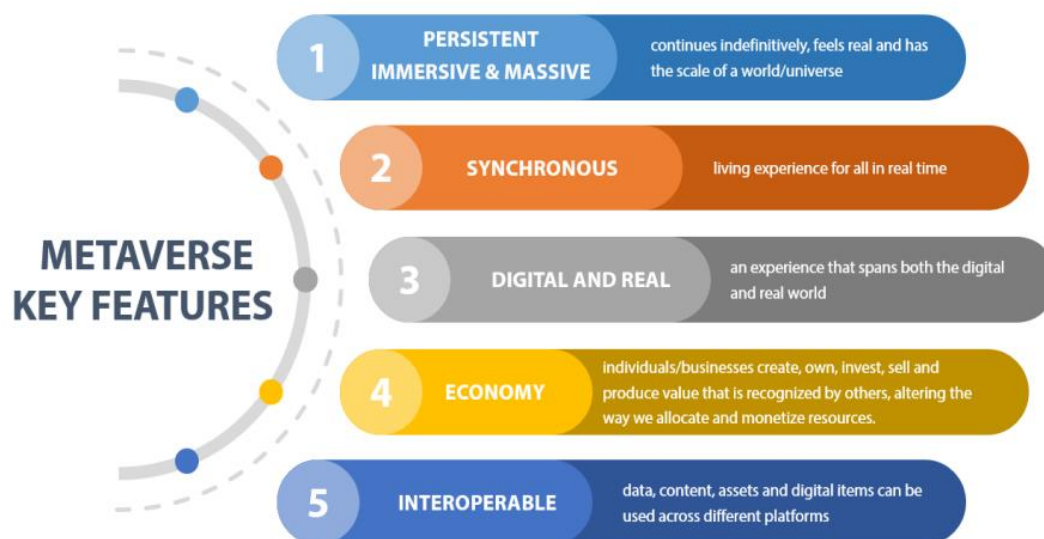 METAVERSE
KEY FEATURES
1
PERSISTENT
IMMERSIVE & MASSIVE
continues indefinitively, feels real and has
the scale of a world/universe
2
SYNCHRONOUS
living experience for all in real time
3
DIGITAL AND REAL
an experience that spans both the digital
and real world
4
ECONOMY
individuals/businesses create, own, invest, sell and
produce value that is recognized by others, altering the
way we allocate and monetize resources.
5
INTEROPERABLE
data, content, assets and digital items can be
used across different platforms